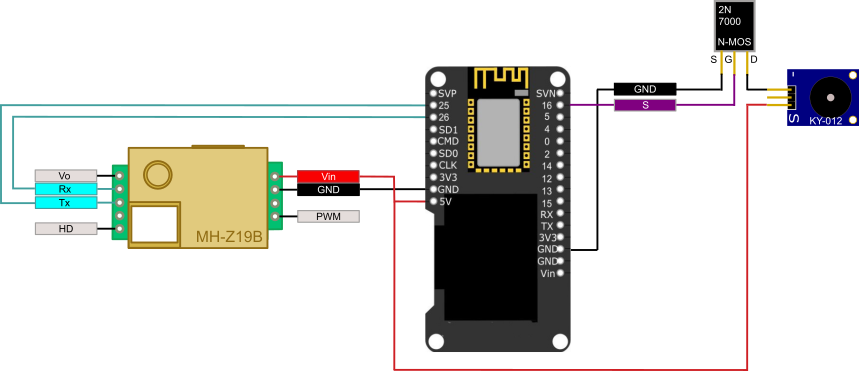 2N
7000
N-MOS
S G D
GND
S
-
S
KY-012
SVP
25
26
SD1
CMD
SD0
CLK
3V3
GND
5V
SVN
16
5
4
0
2
14
12
13
15
RX
TX
3V3
GND
GND
Vin
Vo
Rx
Tx
HD
Vin
GND
PWM
MH-Z19B